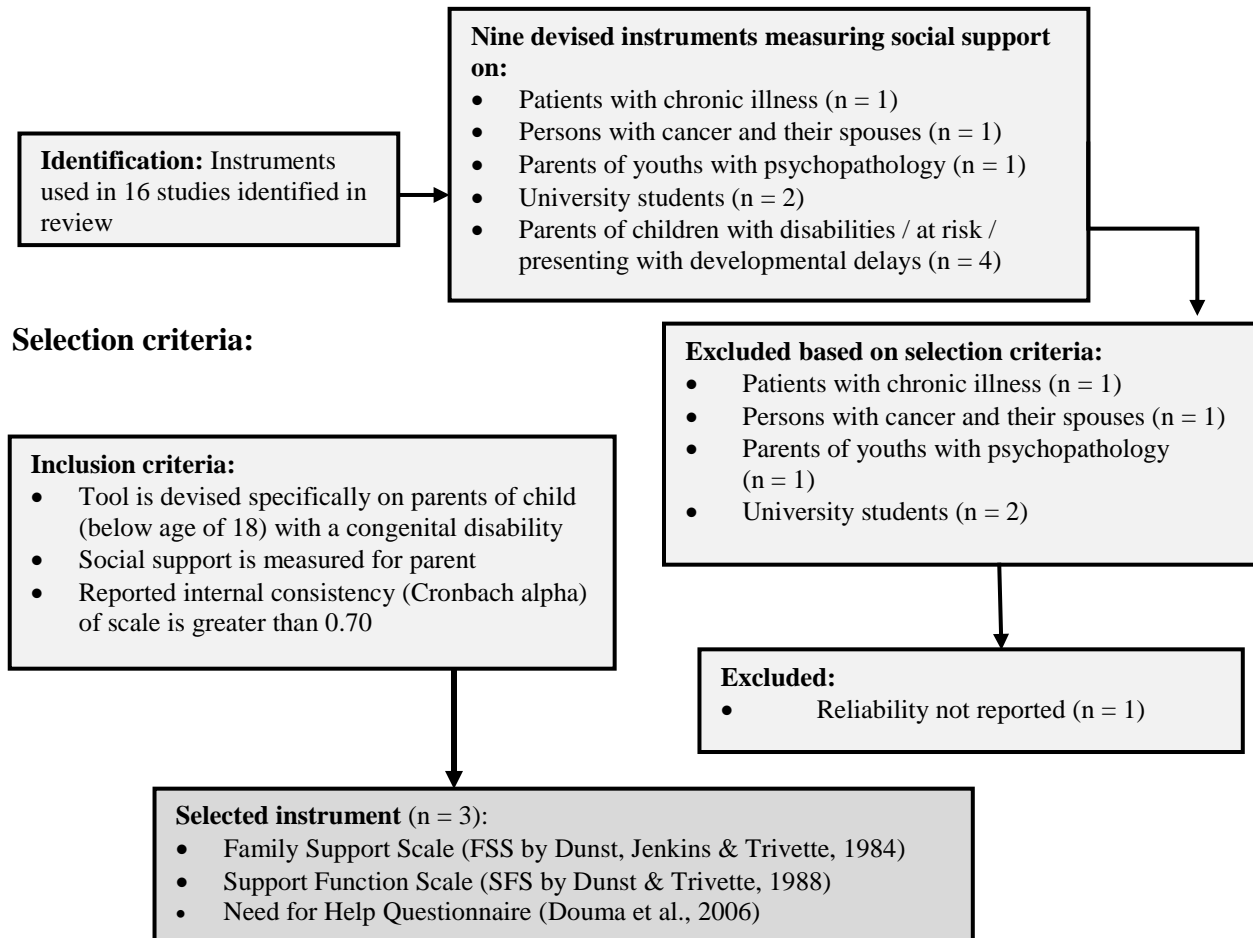 Nine devised instruments measuring social support
on:
• Patients with chronic illness (n = 1)
• Persons with cancer and their spouses (n = 1)
• Parents of youths with psychopathology (n = 1)
• University students (n = 2)
• Parents of children with disabilities / at risk /
presenting with developmental delays (n = 4)
Identification: Instruments
used in 16 studies identified in
review
Selection criteria:
Excluded based on selection criteria:
• Patients with chronic illness (n = 1)
• Persons with cancer and their spouses (n = 1)
• Parents of youths with psychopathology
(n = 1)
• University students (n = 2)
Inclusion criteria:
• Tool is devised specifically on parents of child
(below age of 18) with a congenital disability
• Social support is measured for parent
• Reported internal consistency (Cronbach alpha)
of scale is greater than 0.70
Excluded:
• Reliability not reported (n = 1)
Selected instrument (n = 3):
• Family Support Scale (FSS by Dunst, Jenkins & Trivette, 1984)
• Support Function Scale (SFS by Dunst & Trivette, 1988)
• Need for Help Questionnaire (Douma et al., 2006)